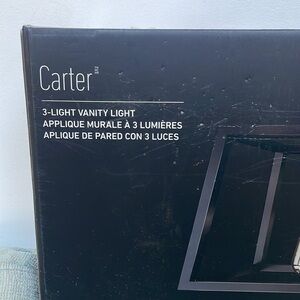 Carter
3-LIGHT VANITY LIGHT
APPLIQUE MURALE À 3 LUMIÈRES
APLIQUE DE PARED CON 3 LUCES